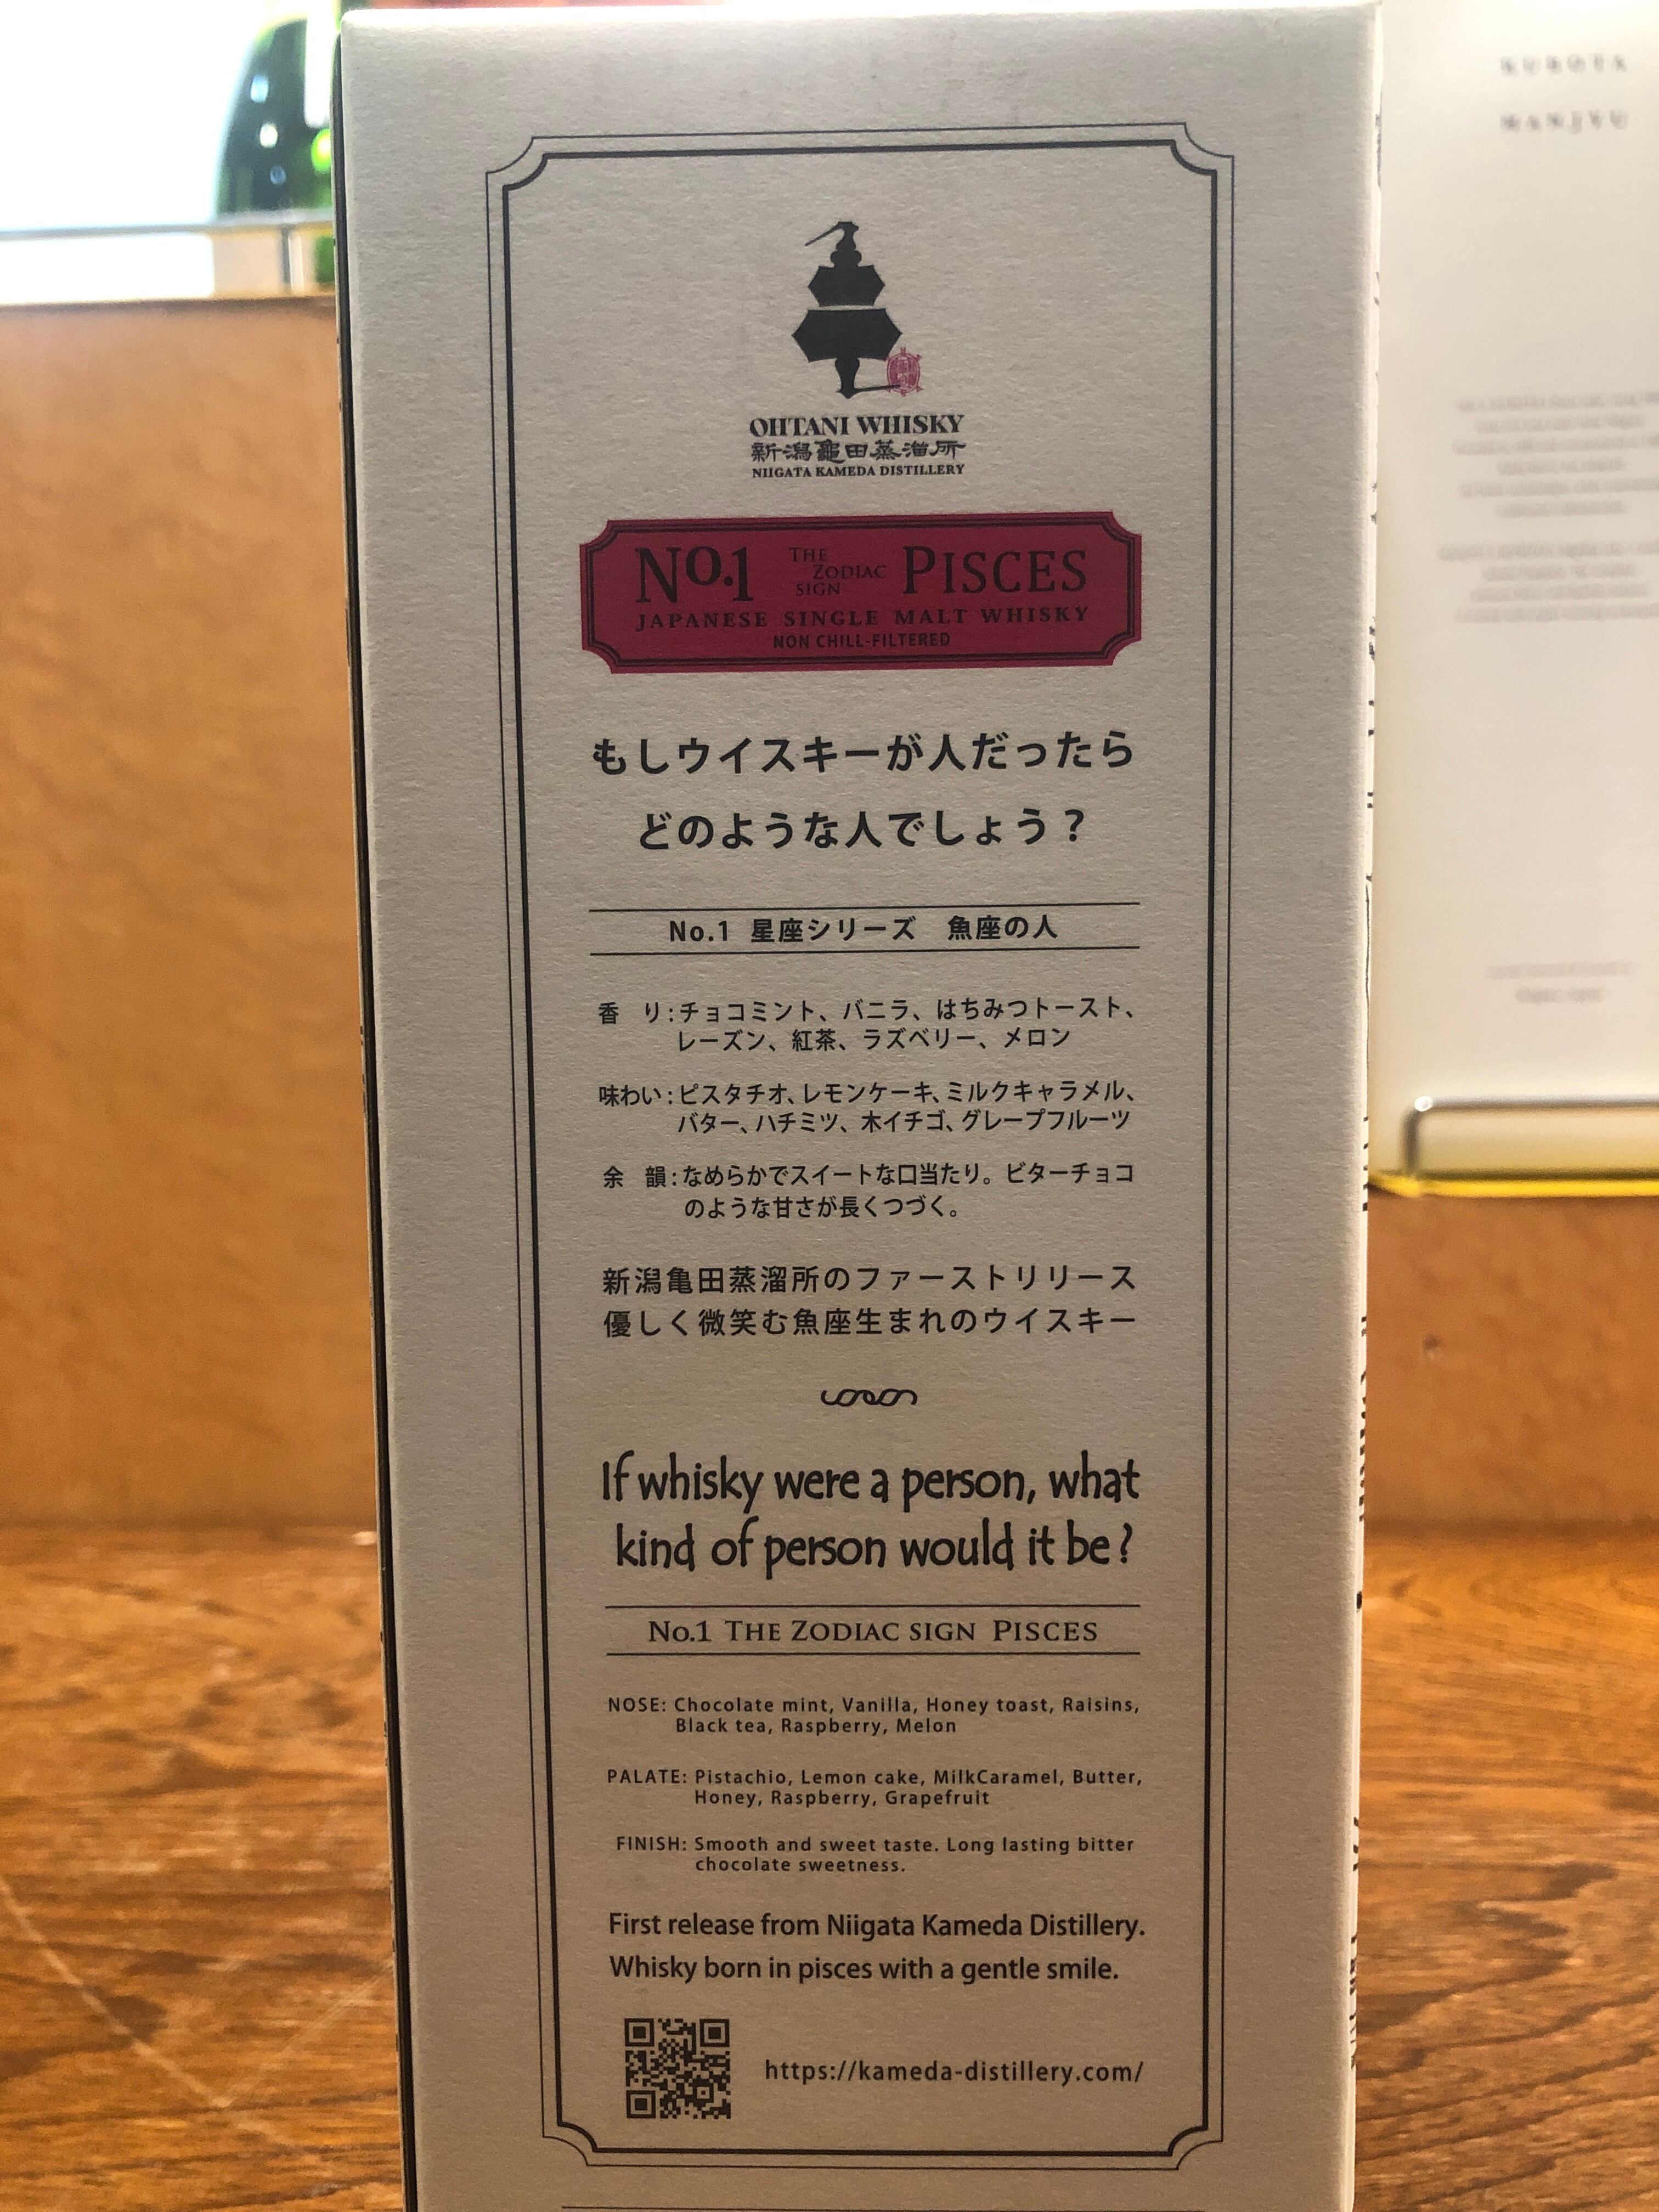 OHTANI WHISKY
新潟龜田蒸溜所
NIIGATA KAMEDA DISTILLERY
No.1 THE ZODIAC SIGN PISCES
JAPANESE SINGLE MALT WHISKY
NON CHILL-FILTERED
もしウイスキーが人だったら
どのような人でしょう？
No.1 星座シリーズ 魚座の人
香 り：チョコミント、バニラ、はちみつトースト、
レーズン、紅茶、ラズベリー、メロン
味わい：ピスタチオ、レモンケーキ、ミルクキャラメル、
バター、ハチミツ、木イチゴ、グレープフルーツ
余 韻：なめらかでスイートな口当たり。ビターチョコ
のような甘さが長くつづく。
新潟亀田蒸溜所のファーストリリース
優しく微笑む魚座生まれのウイスキー
If whisky were a person, what
kind of person would it be?
No.1 THE ZODIAC SIGN PISCES
NOSE: Chocolate mint, Vanilla, Honey toast, Raisins,
Black tea, Raspberry, Melon
PALATE: Pistachio, Lemon cake, MilkCaramel, Butter,
Honey, Raspberry, Grapefruit
FINISH: Smooth and sweet taste. Long lasting bitter
chocolate sweetness.
First release from Niigata Kameda Distillery.
Whisky born in pisces with a gentle smile.
https://kameda-distillery.com/
KUBOTA
MANJYU